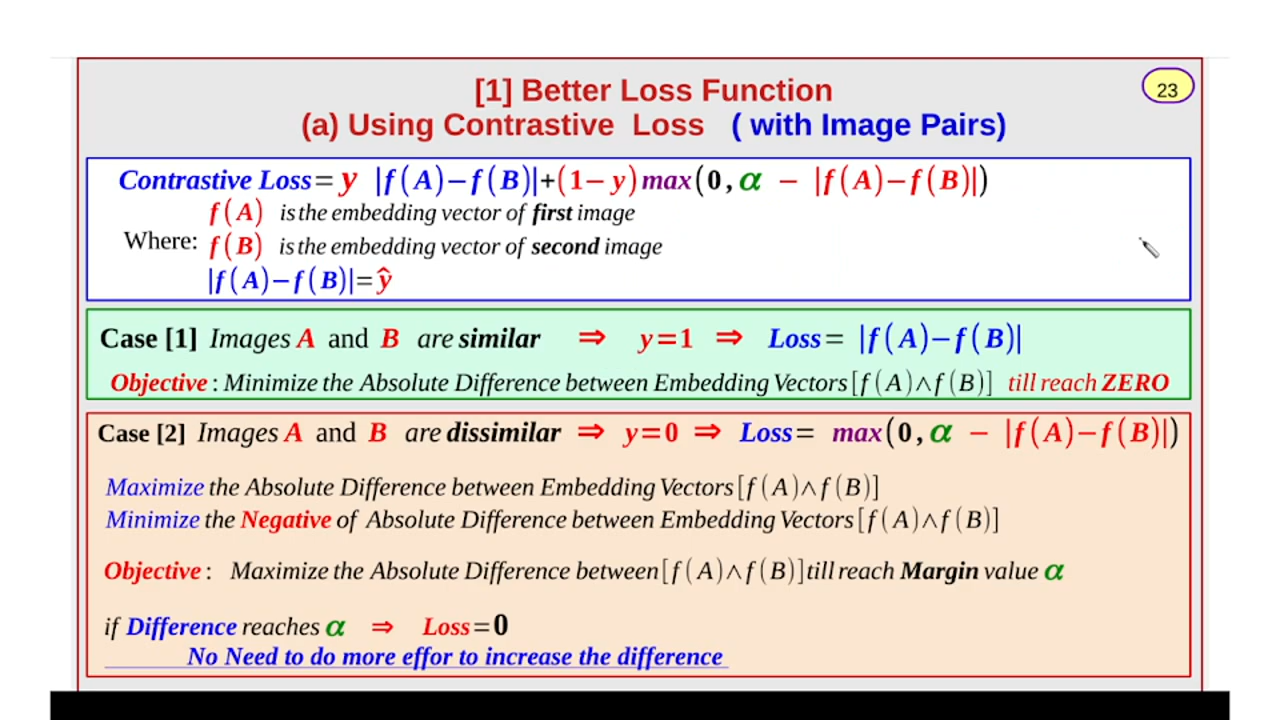 [1] Better Loss Function
23
(a) Using Contrastive Loss ( with Image Pairs)
Contrastive Loss= y |f(A)−f(B)|+(1−y)max(0,α − |f(A)−f(B)|)
f(A) is the embedding vector of first image
Where: f(B) is the embedding vector of second image
|f(A)−f(B)|=ŷ
Case [1] Images A and B are similar ⇒ y=1 ⇒ Loss= |f(A)−f(B)|
Objective: Minimize the Absolute Difference between Embedding Vectors[f(A)∧f(B)] till reach ZERO
Case [2] Images A and B are dissimilar ⇒ y=0 ⇒ Loss= max(0,α − |f(A)−f(B)|)
Maximize the Absolute Difference between Embedding Vectors[f(A)∧f(B)]
Minimize the Negative of Absolute Difference between Embedding Vectors[f(A)∧f(B)]
Objective: Maximize the Absolute Difference between[f(A)∧f(B)]till reach Margin value α
if Difference reaches α ⇒ Loss=0
No Need to do more effor to increase the difference